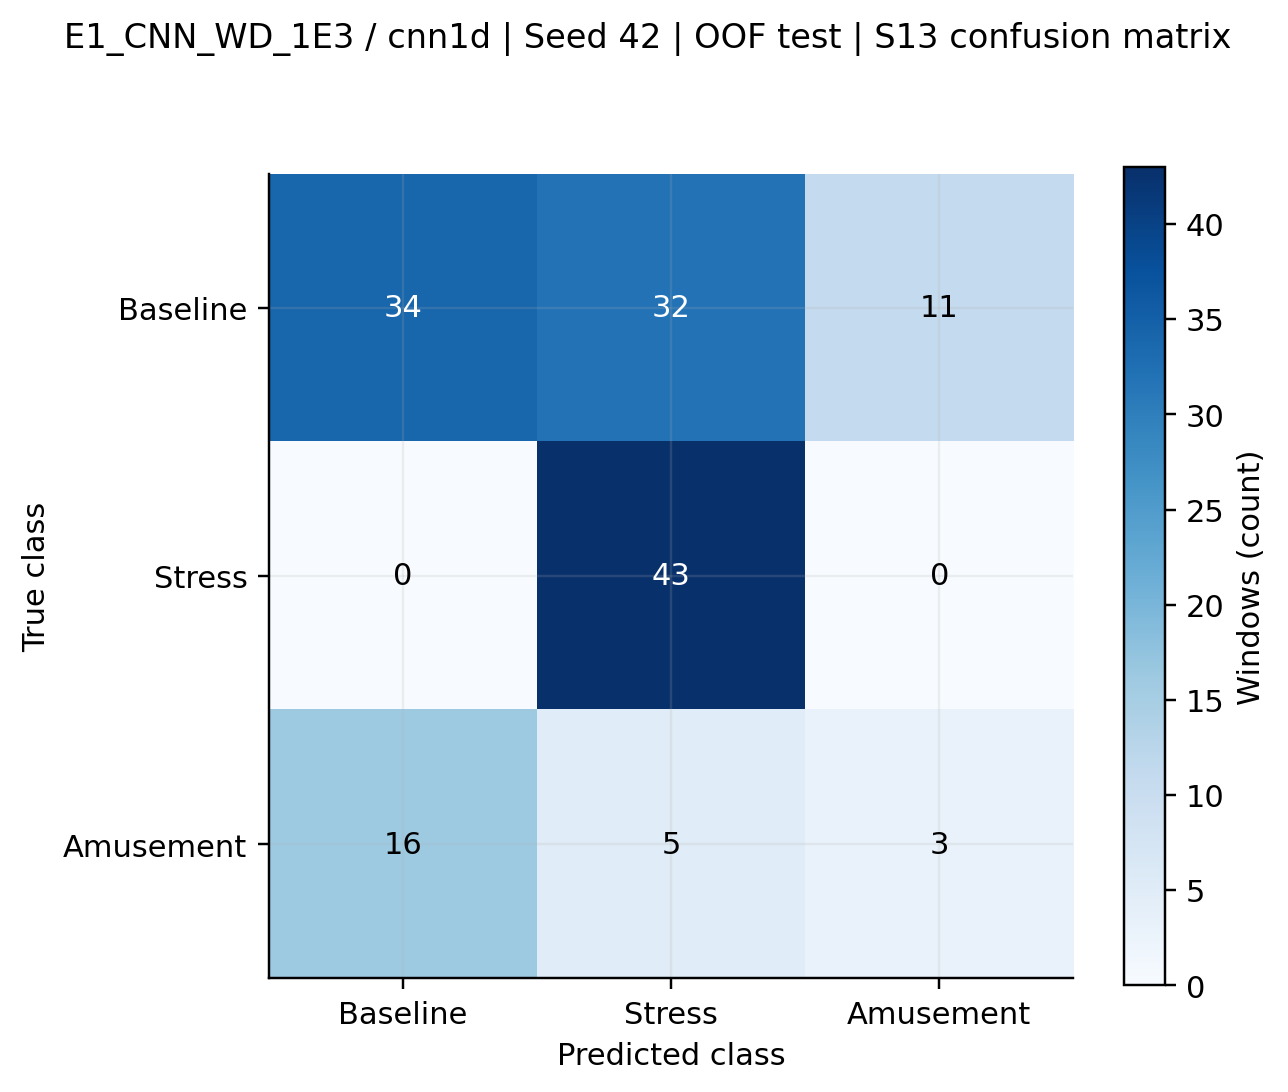 E1_CNN_WD_1E3 / cnn1d | Seed 42 | OOF test | S13 confusion matrix
Baseline
34
32
11
Stress
0
43
0
Amusement
16
5
3
Baseline
Stress
Amusement
Predicted class
True class
40
35
30
25
20
15
10
5
0
Windows (count)